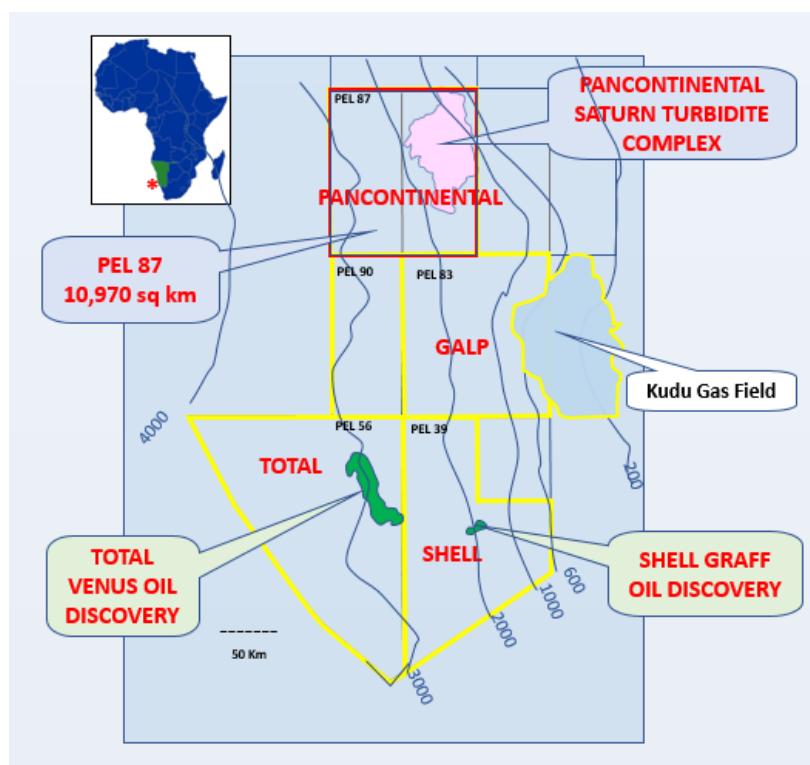 PEL 87
PANCONTINENTAL
SATURN TURBIDITE
COMPLEX
*
PANCONTINENTAL
PEL 87
10,970 sq km
PEL 90
PEL 83
GALP
Kudu Gas Field
4000
PEL 56
PEL 39
200
TOTAL
TOTAL
VENUS OIL
DISCOVERY
SHELL
SHELL GRAFF
OIL DISCOVERY
600
1000
2000
3000
-------
50 Km